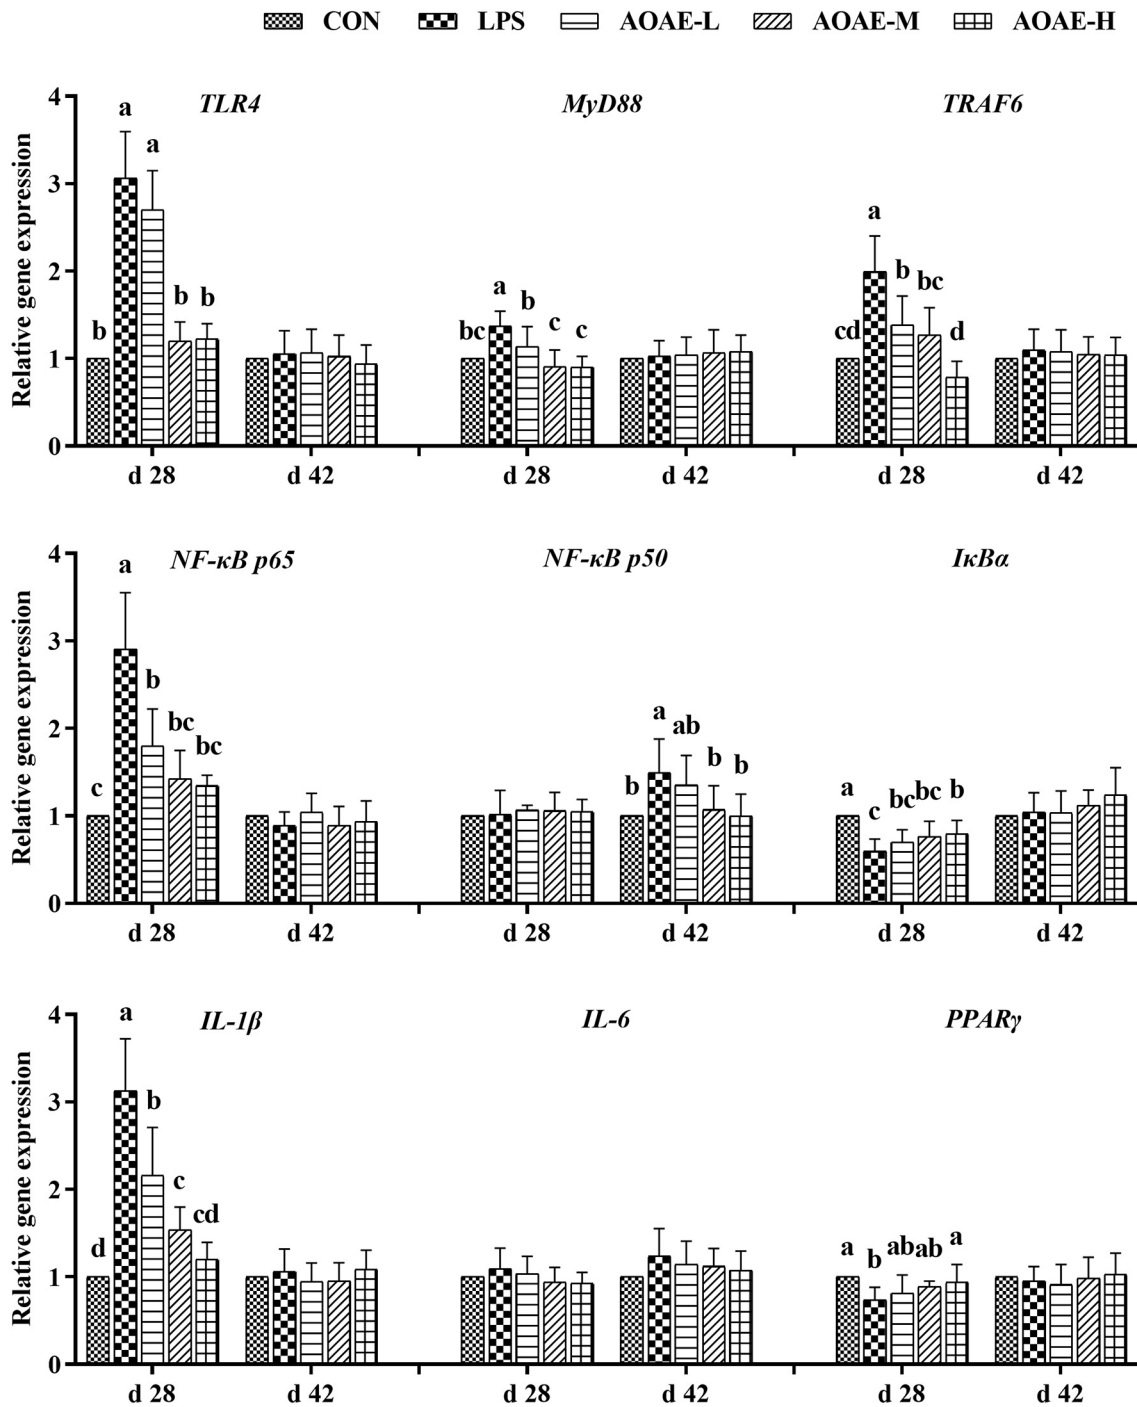 CON LPS AOAE-L AOAE-M AOAE-H
TLR4 MyD88 TRAF6
Relative gene expression
4
3
2
1
0
b a a b b
bc a b c c
cd a b bc d
d 28 d 42 d 28 d 42 d 28 d 42
NF-κB p65 NF-κB p50 IκBα
Relative gene expression
4
3
2
1
0
c a b bc bc
b a ab b b
a c bc bc b
d 28 d 42 d 28 d 42 d 28 d 42
IL-1β IL-6 PPARγ
Relative gene expression
4
3
2
1
0
d a b c cd
a b ab ab a
d 28 d 42 d 28 d 42 d 28 d 42